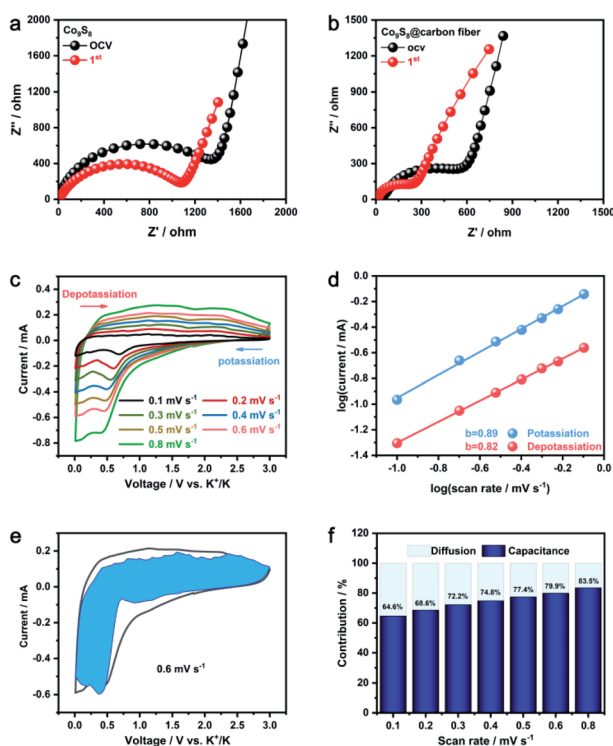 a
Co₉S₈
OCV
1ˢᵗ
2000
1600
1200
800
400
0
Z'' / ohm
0 400 800 1200 1600 2000
Z' / ohm
b
Co₉S₈@carbon fiber
ocv
1ˢᵗ
1500
1200
900
600
300
0
Z'' / ohm
0 300 600 900 1200 1500
Z' / ohm
c
Depotassiation
potassiation
0.4
0.2
0.0
-0.2
-0.4
-0.6
-0.8
Current / mA
0.1 mV s⁻¹ 0.2 mV s⁻¹
0.3 mV s⁻¹ 0.4 mV s⁻¹
0.5 mV s⁻¹ 0.6 mV s⁻¹
0.8 mV s⁻¹
0.0 0.5 1.0 1.5 2.0 2.5 3.0
Voltage / V vs. K⁺/K
d
0.0
-0.2
-0.4
-0.6
-0.8
-1.0
-1.2
-1.4
log(current / mA)
b=0.89 Potassiation
b=0.82 Depotassiation
-1.0 -0.8 -0.6 -0.4 -0.2 0.0
log(scan rate / mV s⁻¹)
e
0.4
0.2
0.0
-0.2
-0.4
-0.6
Current / mA
0.6 mV s⁻¹
0.0 0.5 1.0 1.5 2.0 2.5 3.0
Voltage / V vs. K⁺/K
f
Diffusion Capacitance
120
100
80
60
40
20
0
Contribution / %
64.6% 68.6% 72.2% 74.8% 77.4% 79.9% 83.5%
0.1 0.2 0.3 0.4 0.5 0.6 0.8
Scan rate / mV s⁻¹